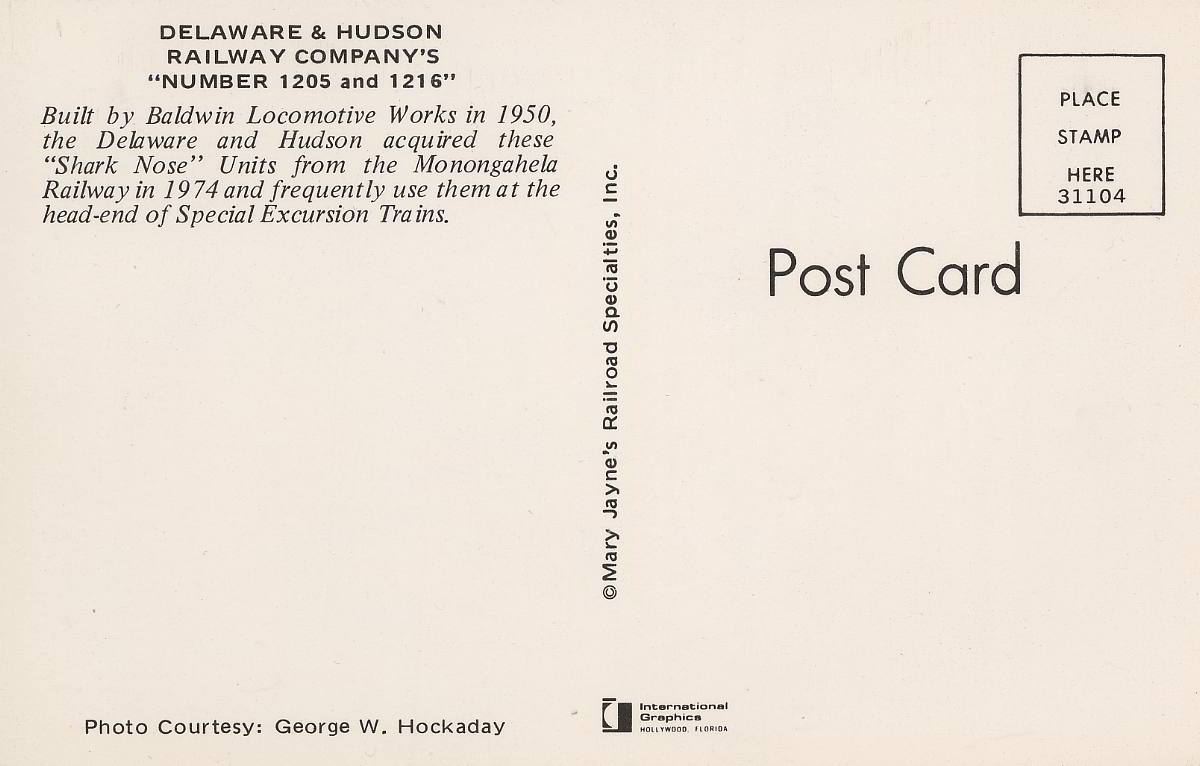 DELAWARE & HUDSON
RAILWAY COMPANY'S
“NUMBER 1205 and 1216”
Built by Baldwin Locomotive Works in 1950,
the Delaware and Hudson acquired these
“Shark Nose” Units from the Monongahela
Railway in 1974 and frequently use them at the
head-end of Special Excursion Trains.
Photo Courtesy: George W. Hockaday
©Mary Jayne's Railroad Specialties, Inc.
International
Graphics
HOLLYWOOD, FLORIDA
PLACE
STAMP
HERE
31104
Post Card